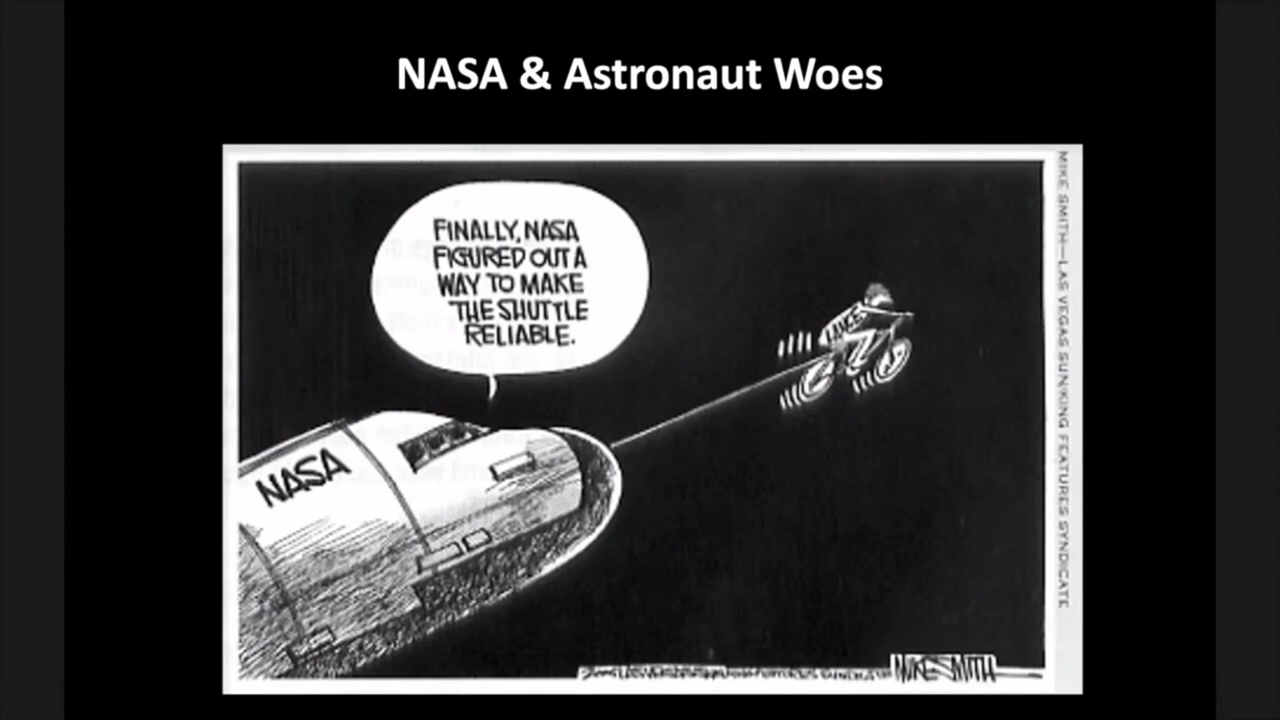 NASA & Astronaut Woes
FINALLY, NASA
FIGURED OUT A
WAY TO MAKE
THE SHUTTLE
RELIABLE.
LANCE
NASA
MIKE SMITH—LAS VEGAS SUN/KING FEATURES SYNDICATE
MIKE SMITH